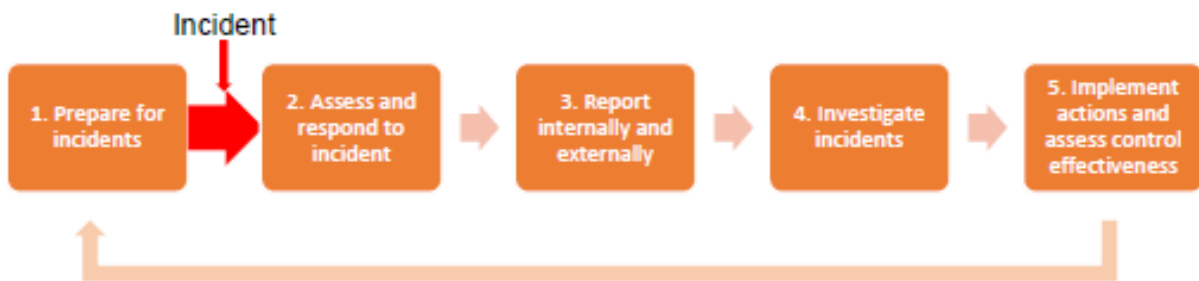 Incident
1. Prepare for
incidents
2. Assess and
respond to
incident
3. Report
internally and
externally
4. Investigate
incidents
5. Implement
actions and
assess control
effectiveness